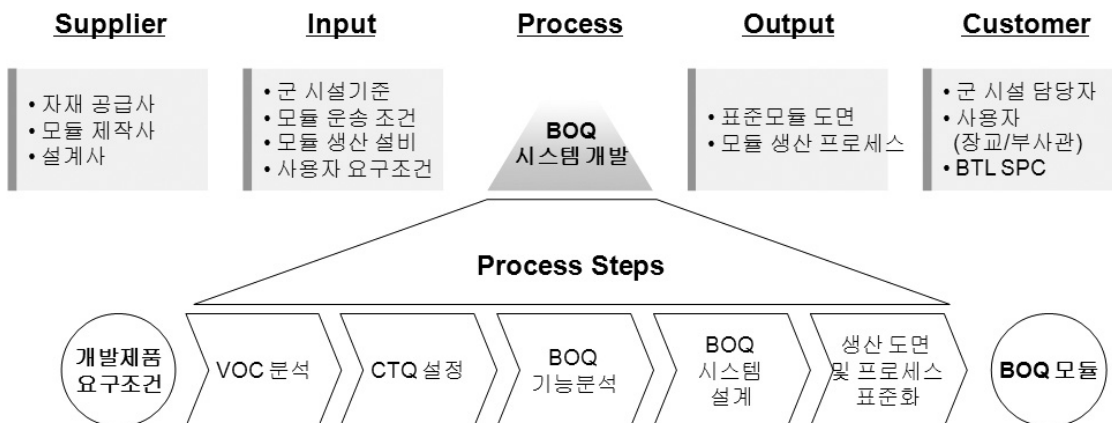 Supplier
Input
Process
Output
Customer
• 자재 공급사
• 모듈 제작사
• 설계사
• 군 시설기준
• 모듈 운송 조건
• 모듈 생산 설비
• 사용자 요구조건
BOQ
시스템 개발
• 표준모듈 도면
• 모듈 생산 프로세스
• 군 시설 담당자
• 사용자
(장교/부사관)
• BTL SPC
Process Steps
개발제품
요구조건
VOC 분석
CTQ 설정
BOQ
기능분석
BOQ
시스템
설계
생산 도면
및 프로세스
표준화
BOQ 모듈